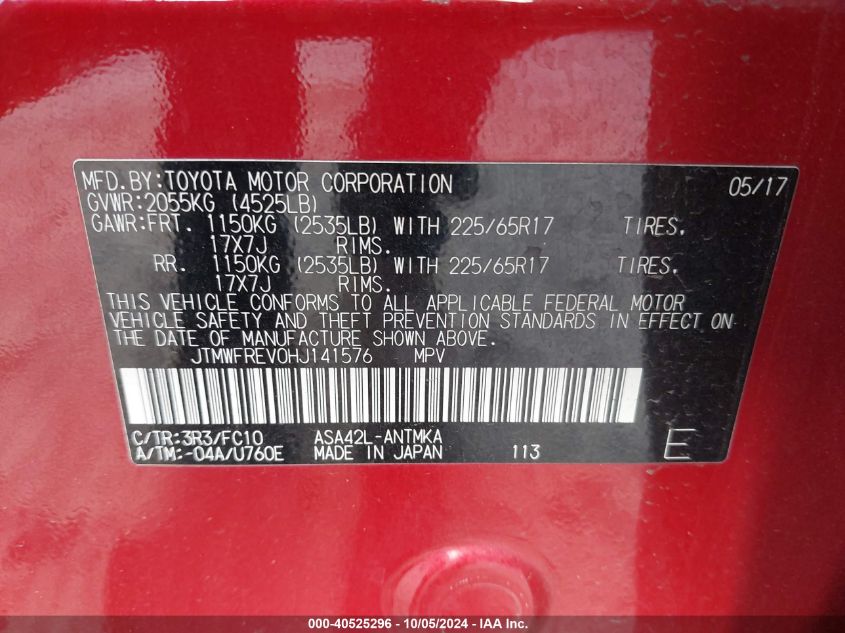 MFD.BY:TOYOTA MOTOR CORPORATION 05/17
GVWR:2055KG (4525LB)
GAWR:FRT. 1150KG (2535LB) WITH 225/65R17 TIRES,
17X7J RIMS.
RR. 1150KG (2535LB) WITH 225/65R17 TIRES,
17X7J RIMS.
THIS VEHICLE CONFORMS TO ALL APPLICABLE FEDERAL MOTOR
VEHICLE SAFETY AND THEFT PREVENTION STANDARDS IN EFFECT ON
THE DATE OF MANUFACTURE SHOWN ABOVE.
JTMWFREV0HJ141576 MPV
C/TR:3R3/FC10 ASA42L-ANTMKA
A/TM:-04A/U760E MADE IN JAPAN 113 E
000-40525296 - 10/05/2024 - IAAI - Copart, Inc.